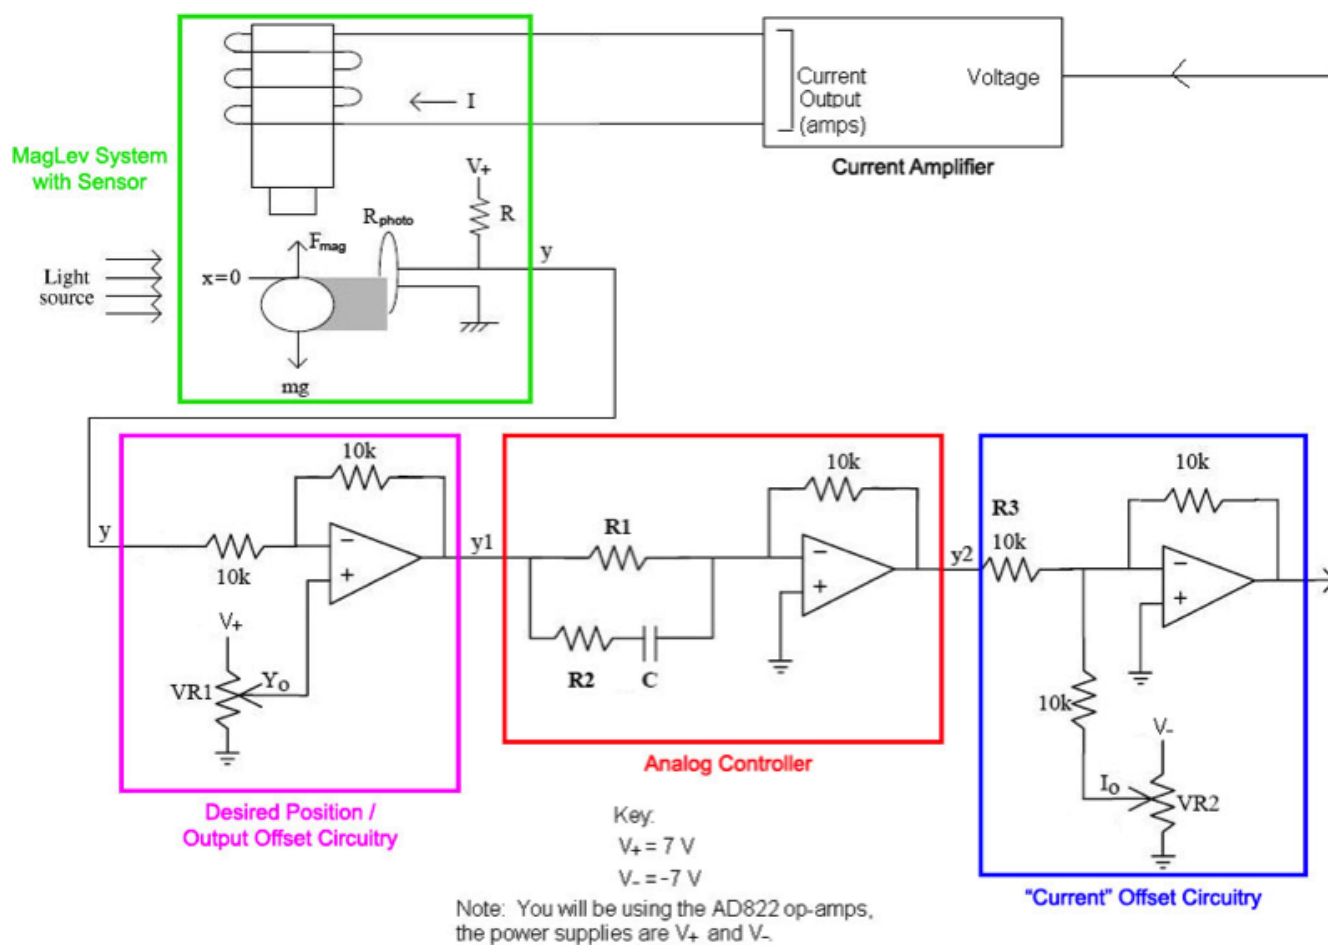 Current
Output
(amps)
Voltage
Current Amplifier
I
MagLev System
with Sensor
V+
R
Rphoto
Fmag
y
x=0
Light
source
mg
10k
y
10k
y1
V+
VR1
Yo
Desired Position /
Output Offset Circuitry
10k
R1
R2
C
y2
Analog Controller
10k
R3
10k
10k
V-
Io
VR2
"Current" Offset Circuitry
Key:
V+ = 7 V
V- = -7 V
Note: You will be using the AD822 op-amps,
the power supplies are V+ and V-.